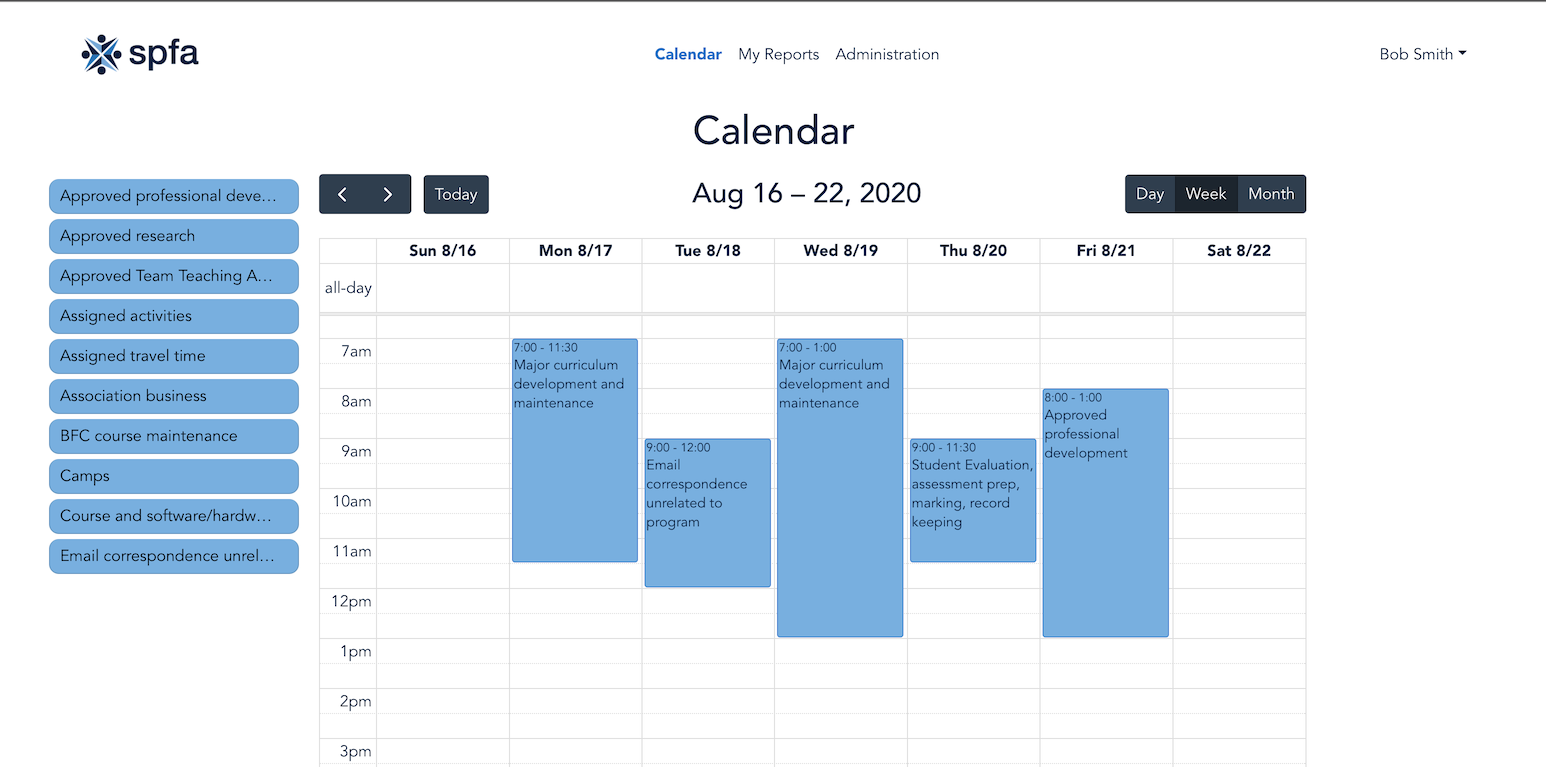 spfa
Calendar My Reports Administration
Bob Smith
Calendar
Today
Aug 16 – 22, 2020
Day Week Month
Approved professional deve...
Approved research
Approved Team Teaching A...
Assigned activities
Assigned travel time
Association business
BFC course maintenance
Camps
Course and software/hardw...
Email correspondence unrel...
Sun 8/16 Mon 8/17 Tue 8/18 Wed 8/19 Thu 8/20 Fri 8/21 Sat 8/22
all-day
7am
8am
9am
10am
11am
12pm
1pm
2pm
3pm
7:00 - 11:30
Major curriculum
development and
maintenance
9:00 - 12:00
Email
correspondence
unrelated to
program
7:00 - 1:00
Major curriculum
development and
maintenance
9:00 - 11:30
Student Evaluation,
assessment prep,
marking, record
keeping
8:00 - 1:00
Approved
professional
development